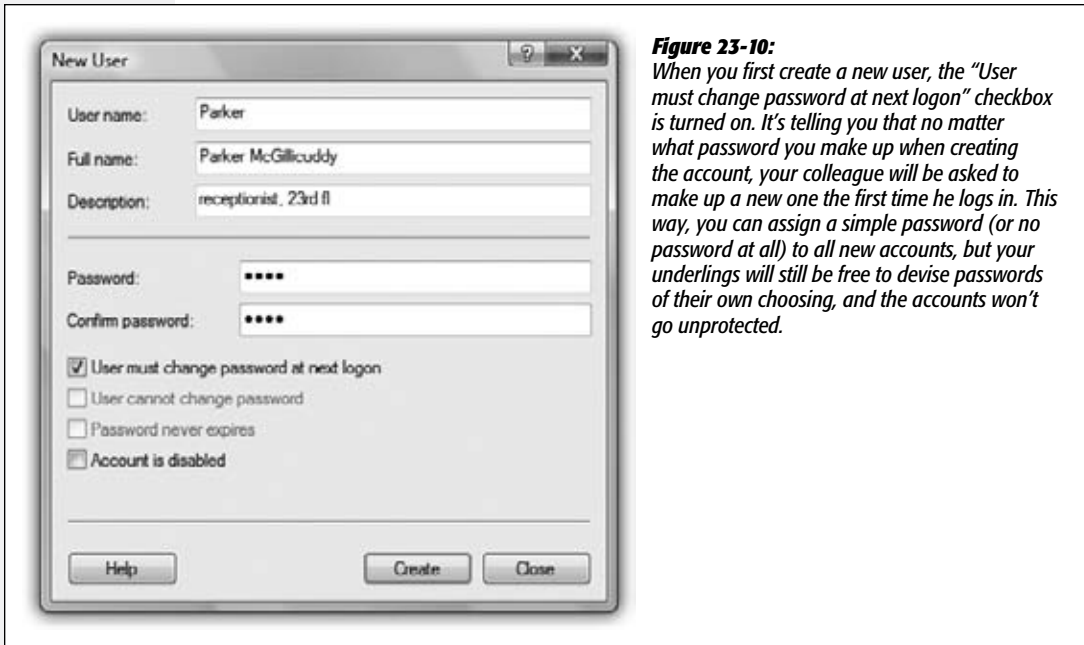 New User
User name:
Parker
Full name:
Parker McGillicuddy
Description:
receptionist, 23rd fl
Password:
••••
Confirm password:
••••
User must change password at next logon
User cannot change password
Password never expires
Account is disabled
Help
Create
Close
Figure 23-10:
When you first create a new user, the “User
must change password at next logon” checkbox
is turned on. It’s telling you that no matter
what password you make up when creating
the account, your colleague will be asked to
make up a new one the first time he logs in. This
way, you can assign a simple password (or no
password at all) to all new accounts, but your
underlings will still be free to devise passwords
of their own choosing, and the accounts won’t
go unprotected.